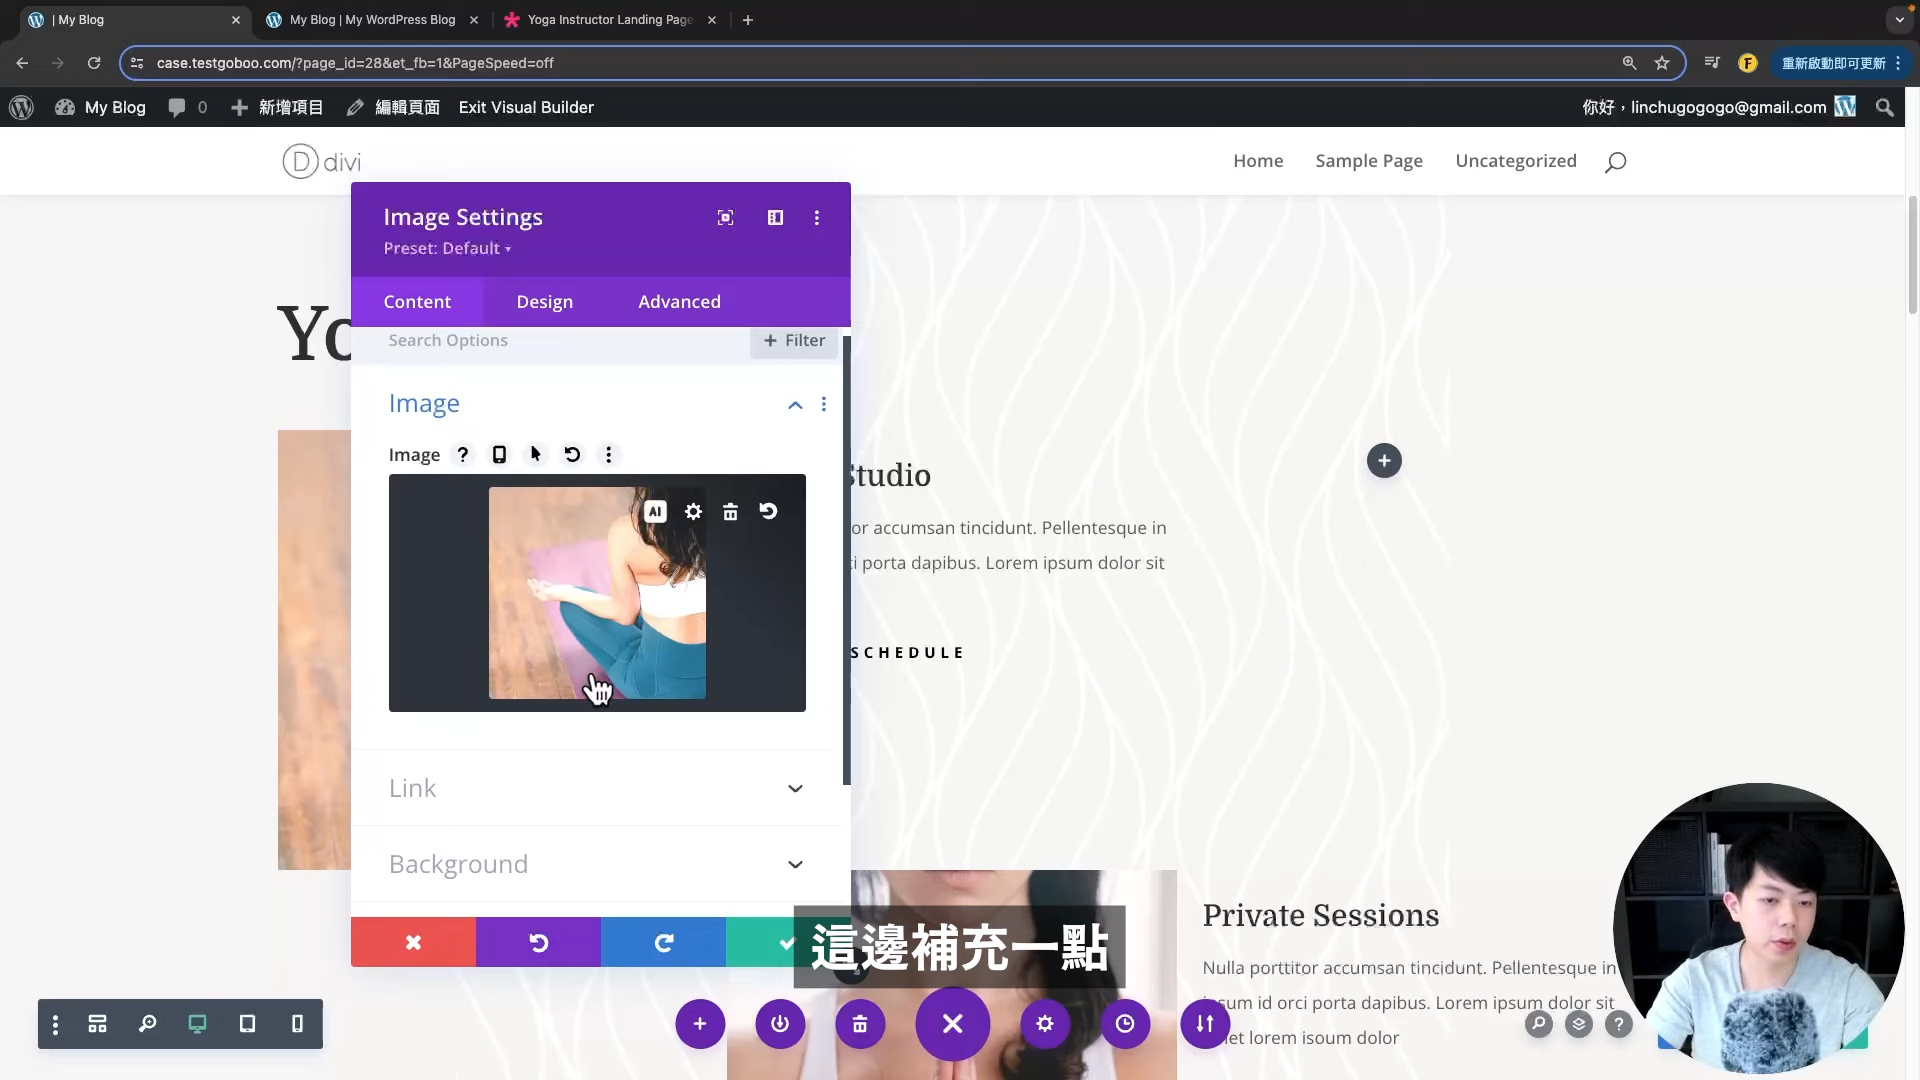 | My Blog
My Blog | My WordPress Blog
Yoga Instructor Landing Page
case.testgoboo.com/?page_id=28&et_fb=1&PageSpeed=off
F
重新啟動即可更新
My Blog
0
新增項目
編輯頁面
Exit Visual Builder
你好，linchugogogo@gmail.com
D divi
Home
Sample Page
Uncategorized
Image Settings
Preset: Default
Content
Design
Advanced
Search Options
+ Filter
Image
Image
?
AI
Link
Background
Yo
Studio
or accumsan tincidunt. Pellentesque in
ci porta dapibus. Lorem ipsum dolor sit
SCHEDULE
Private Sessions
Nulla porttitor accumsan tincidunt. Pellentesque in
ipsum id orci porta dapibus. Lorem ipsum dolor sit
amet lorem isoum dolor
這邊補充一點
?